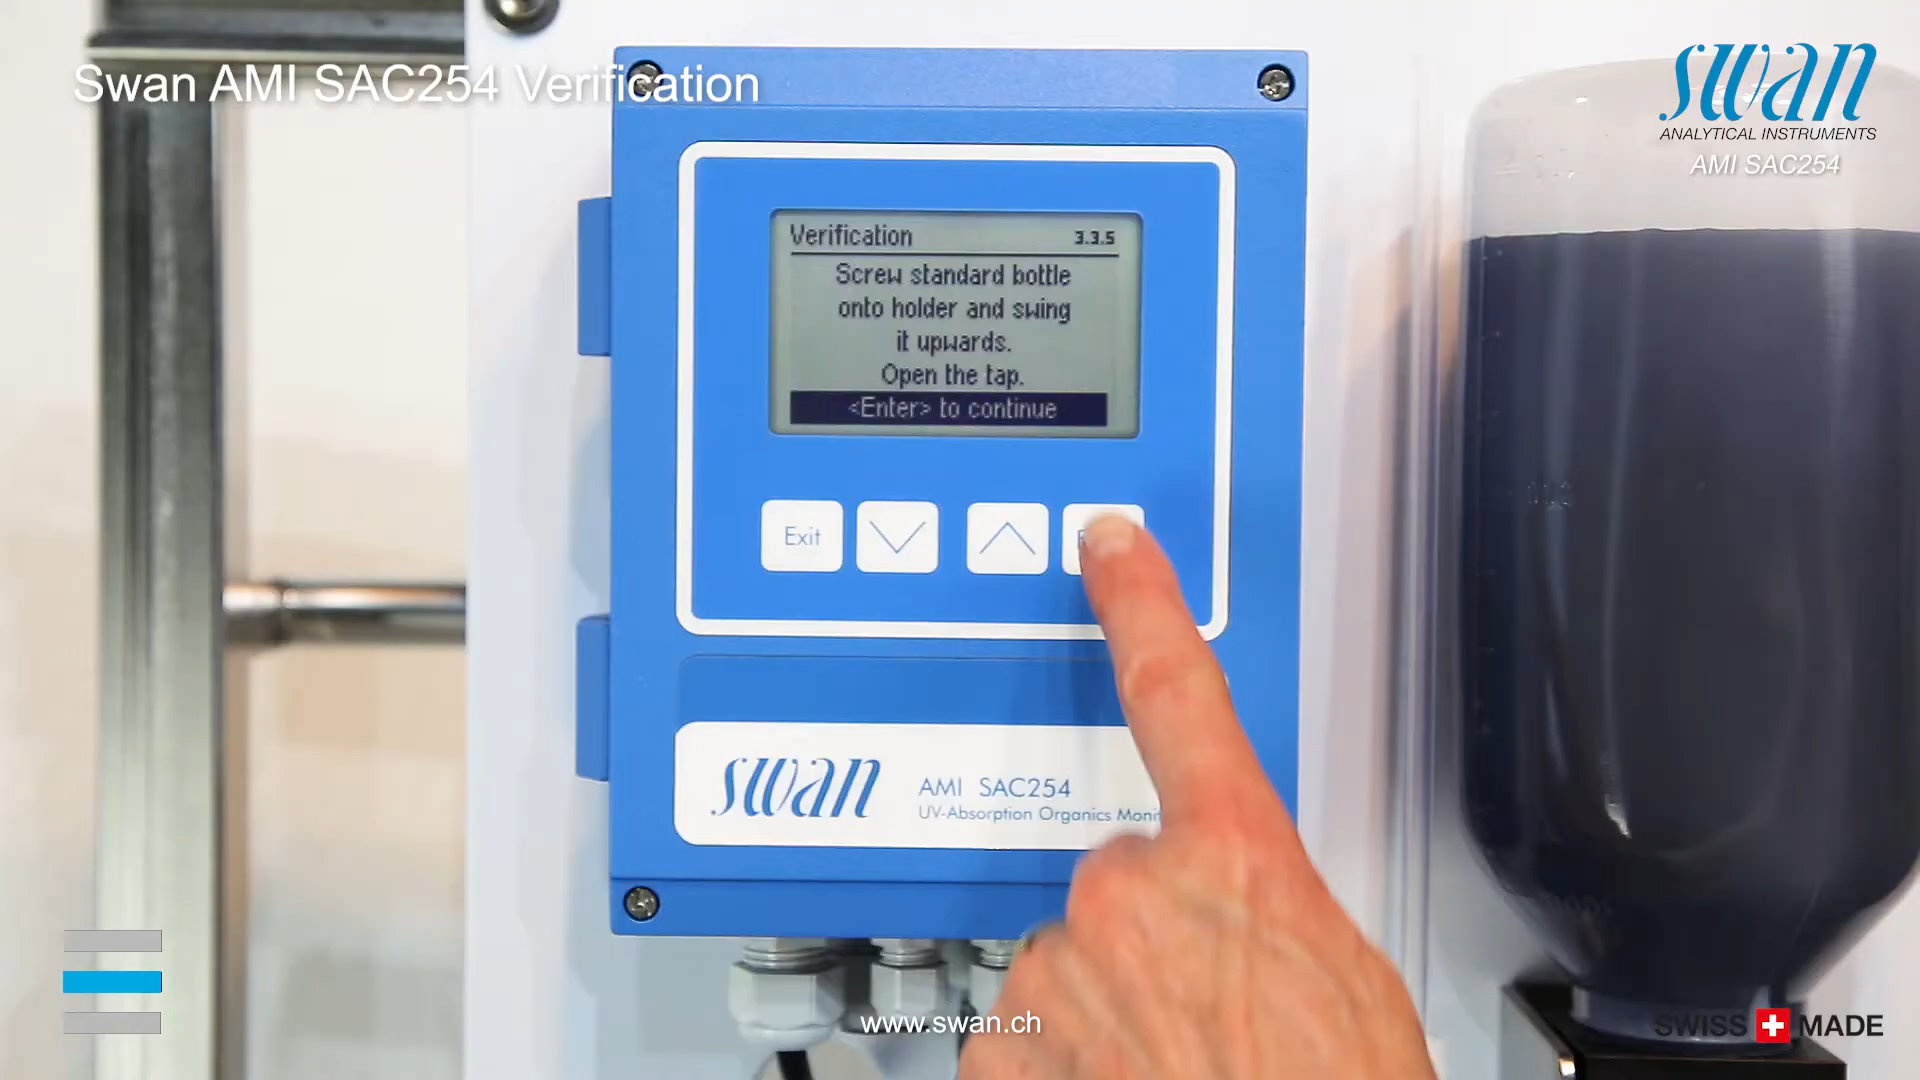 Swan AMI SAC254 Verification
swan
ANALYTICAL INSTRUMENTS
AMI SAC254
Verification 3.3.5
Screw standard bottle
onto holder and swing
it upwards.
Open the tap.
<Enter> to continue
Exit
swan
AMI SAC254
UV-Absorption Organics
www.swan.ch
SWISS MADE